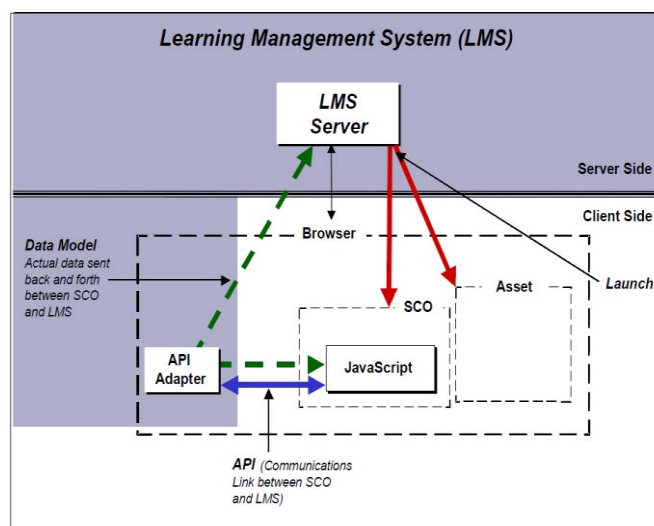 Learning Management System (LMS)
LMS
Server
Server Side
Client Side
Browser
Data Model
Actual data sent
back and forth
between SCO
and LMS
Launch
Asset
SCO
API
Adapter
JavaScript
API (Communications
Link between SCO
and LMS)